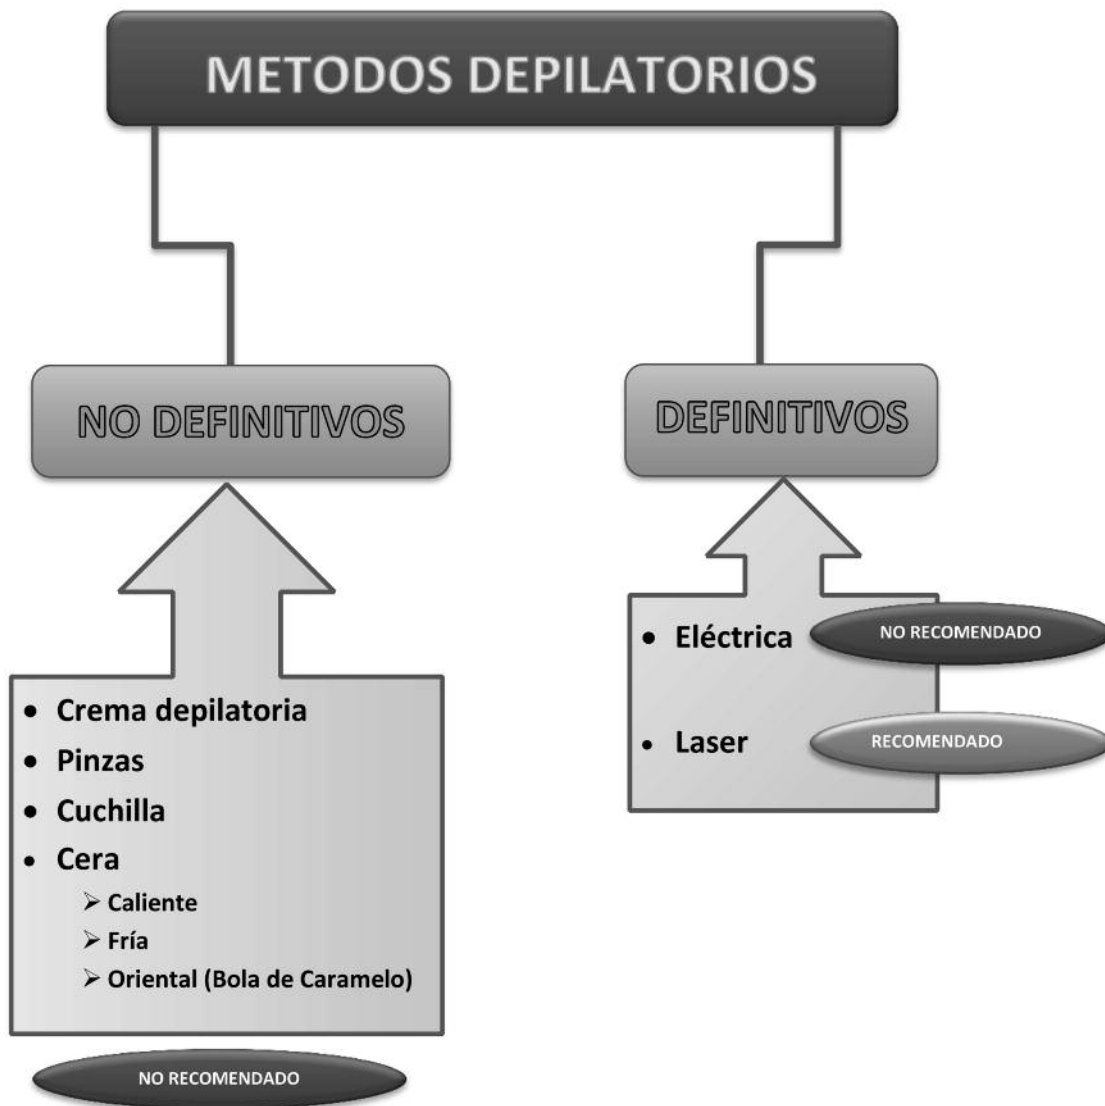 METODOS DEPILATORIOS
NO DEFINITIVOS
• Crema depilatoria
• Pinzas
• Cuchilla
• Cera
➢ Caliente
➢ Fría
➢ Oriental (Bola de Caramelo)
NO RECOMENDADO
DEFINITIVOS
• Eléctrica
NO RECOMENDADO
• Laser
RECOMENDADO